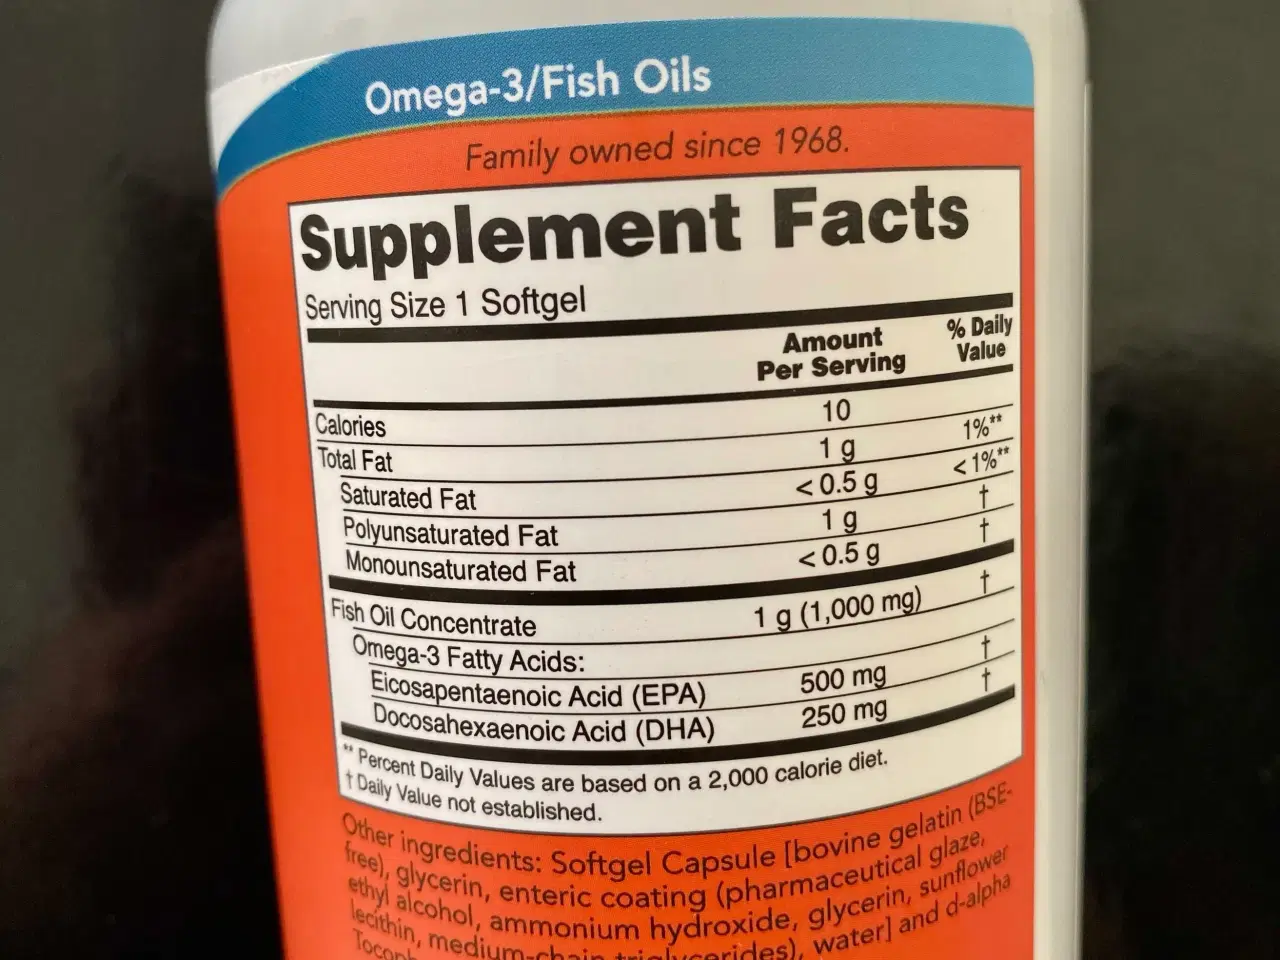 Omega-3/Fish Oils
Family owned since 1968.
Supplement Facts
Serving Size 1 Softgel
Amount Per Serving % Daily Value
Calories 10
Total Fat 1 g 1%**
Saturated Fat < 0.5 g < 1%**
Polyunsaturated Fat 1 g †
Monounsaturated Fat < 0.5 g †
Fish Oil Concentrate 1 g (1,000 mg) †
Omega-3 Fatty Acids:
Eicosapentaenoic Acid (EPA) 500 mg †
Docosahexaenoic Acid (DHA) 250 mg †
** Percent Daily Values are based on a 2,000 calorie diet.
† Daily Value not established.
Other ingredients: Softgel Capsule [bovine gelatin (BSE-
free), glycerin, enteric coating (pharmaceutical glaze,
ethyl alcohol, ammonium hydroxide, glycerin, sunflower
lecithin, medium-chain triglycerides), water] and d-alpha